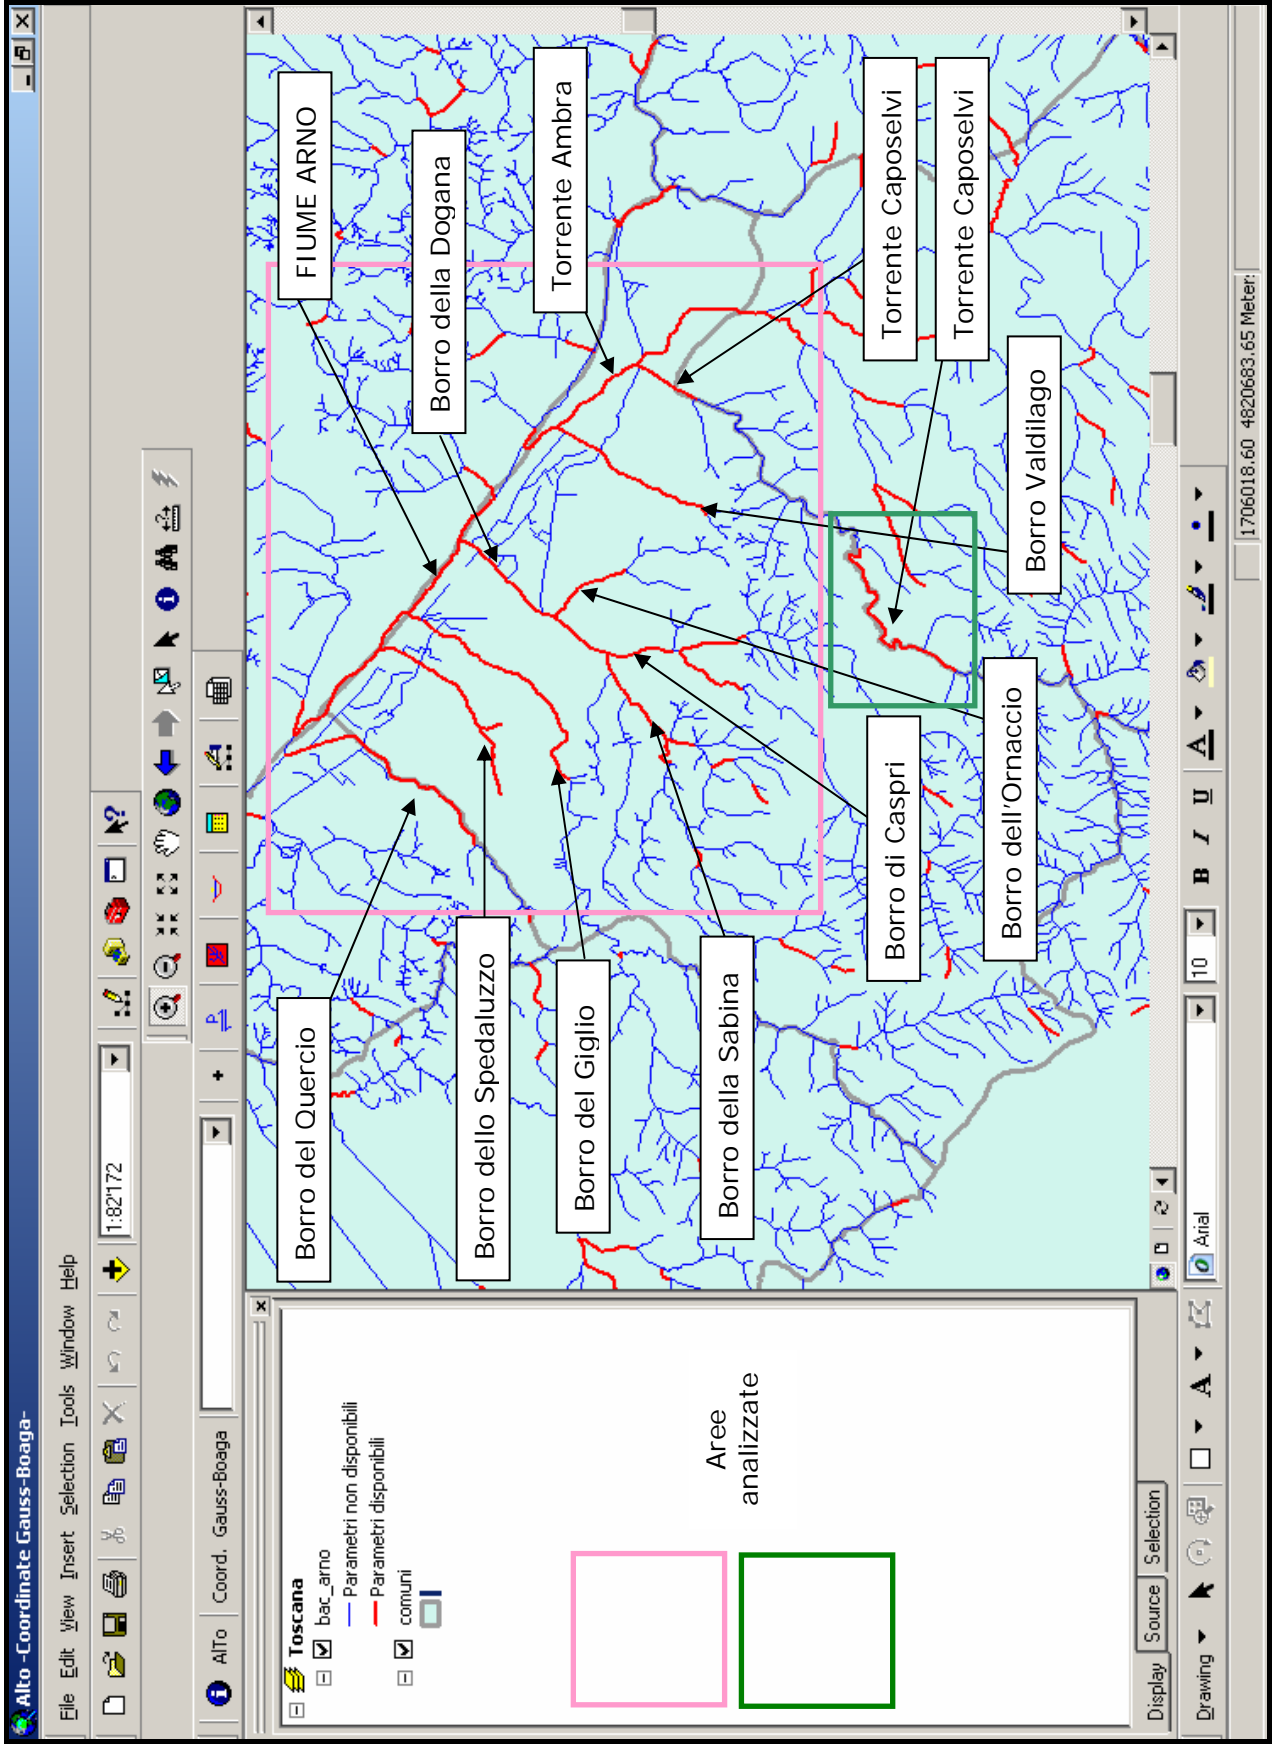 Alto -Coordinate Gauss-Boaga-
File Edit View Insert Selection Tools Window Help
1:82'172
AlTo Coord. Gauss-Boaga
Toscana
bac_arno
Parametri non disponibili
Parametri disponibili
comuni
Aree
analizzate
Display Source Selection
Borro del Quercio
FIUME ARNO
Borro della Dogana
Borro dello Spedaluzzo
Torrente Ambra
Borro del Giglio
Borro della Sabina
Torrente Caposelvi
Borro di Caspri
Torrente Caposelvi
Borro dell'Ornaccio
Borro Valdilago
Drawing A Arial 10 B I U A
1706018.60 4820683.65 Meter